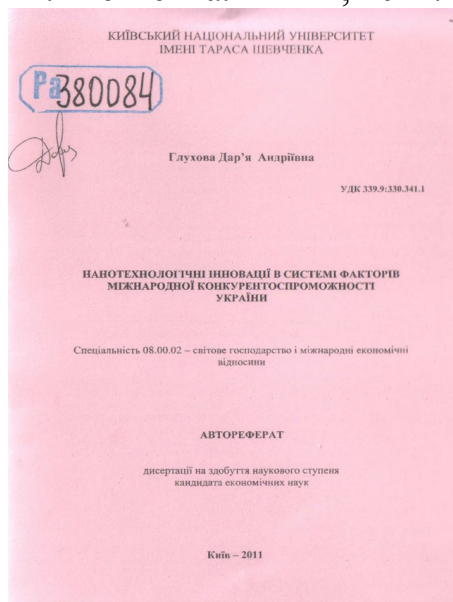 КИЇВСЬКИЙ НАЦІОНАЛЬНИЙ УНІВЕРСИТЕТ
ІМЕНІ ТАРАСА ШЕВЧЕНКА
Ра380084
Глухова Дар’я Андріївна
УДК 339.9:330.341.1
НАНОТЕХНОЛОГІЧНІ ІННОВАЦІЇ В СИСТЕМІ ФАКТОРІВ
МІЖНАРОДНОЇ КОНКУРЕНТОСПРОМОЖНОСТІ
УКРАЇНИ
Спеціальність 08.00.02 – світове господарство і міжнародні економічні
відносини
АВТОРЕФЕРАТ
дисертації на здобуття наукового ступеня
кандидата економічних наук
Київ – 2011